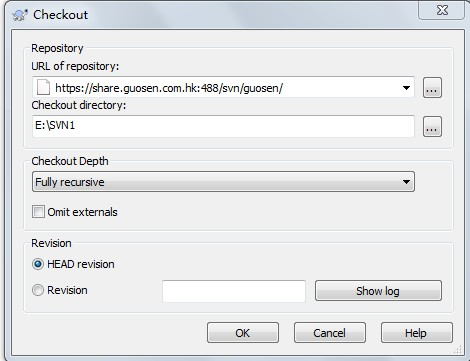 Checkout
Repository
URL of repository:
https://share.guosen.com.hk:488/svn/guosen/
...
Checkout directory:
E:\SVN1
...
Checkout Depth
Fully recursive
Omit externals
Revision
HEAD revision
Revision
Show log
OK
Cancel
Help